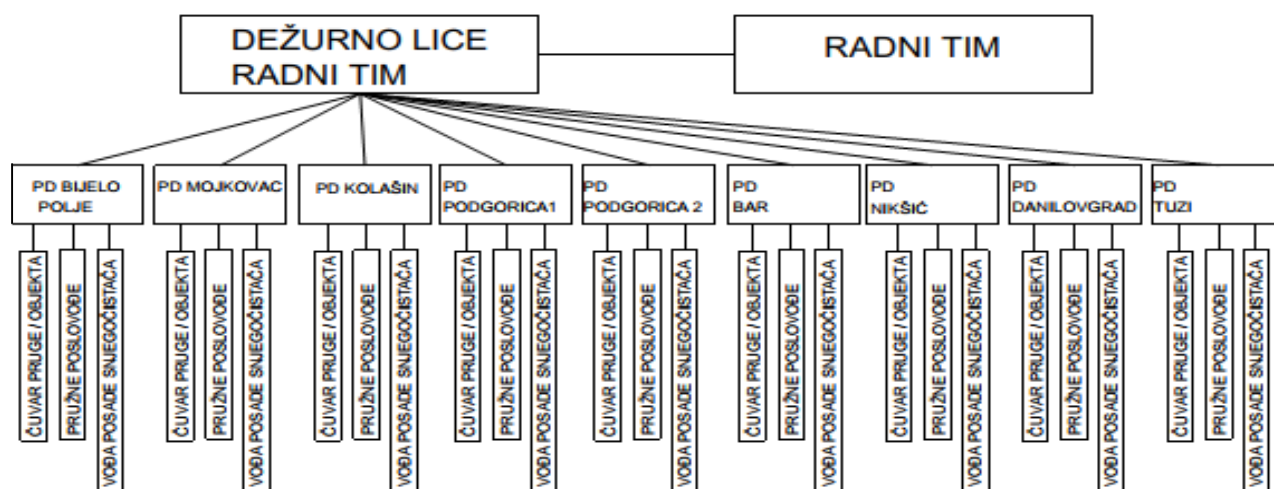 DEŽURNO LICE
RADNI TIM
RADNI TIM
PD BIJELO
POLJE
PD MOJKOVAC
PD KOLAŠIN
PD
PODGORICA1
PD
PODGORICA 2
PD
BAR
PD
NIKŠIĆ
PD
DANILOVGRAD
PD
TUZI
ČUVAR PRUGE / OBJEKTA
PRUŽNE POSLOVOĐE
VOĐA POSADE SNJEGOČISTAČA
ČUVAR PRUGE / OBJEKTA
PRUŽNE POSLOVOĐE
VOĐA POSADE SNJEGOČISTAČA
ČUVAR PRUGE / OBJEKTA
PRUŽNE POSLOVOĐE
VOĐA POSADE SNJEGOČISTAČA
ČUVAR PRUGE / OBJEKTA
PRUŽNE POSLOVOĐE
VOĐA POSADE SNJEGOČISTAČA
ČUVAR PRUGE / OBJEKTA
PRUŽNE POSLOVOĐE
VOĐA POSADE SNJEGOČISTAČA
ČUVAR PRUGE / OBJEKTA
PRUŽNE POSLOVOĐE
VOĐA POSADE SNJEGOČISTAČA
ČUVAR PRUGE / OBJEKTA
PRUŽNE POSLOVOĐE
VOĐA POSADE SNJEGOČISTAČA
ČUVAR PRUGE / OBJEKTA
PRUŽNE POSLOVOĐE
VOĐA POSADE SNJEGOČISTAČA
ČUVAR PRUGE / OBJEKTA
PRUŽNE POSLOVOĐE
VOĐA POSADE SNJEGOČISTAČA